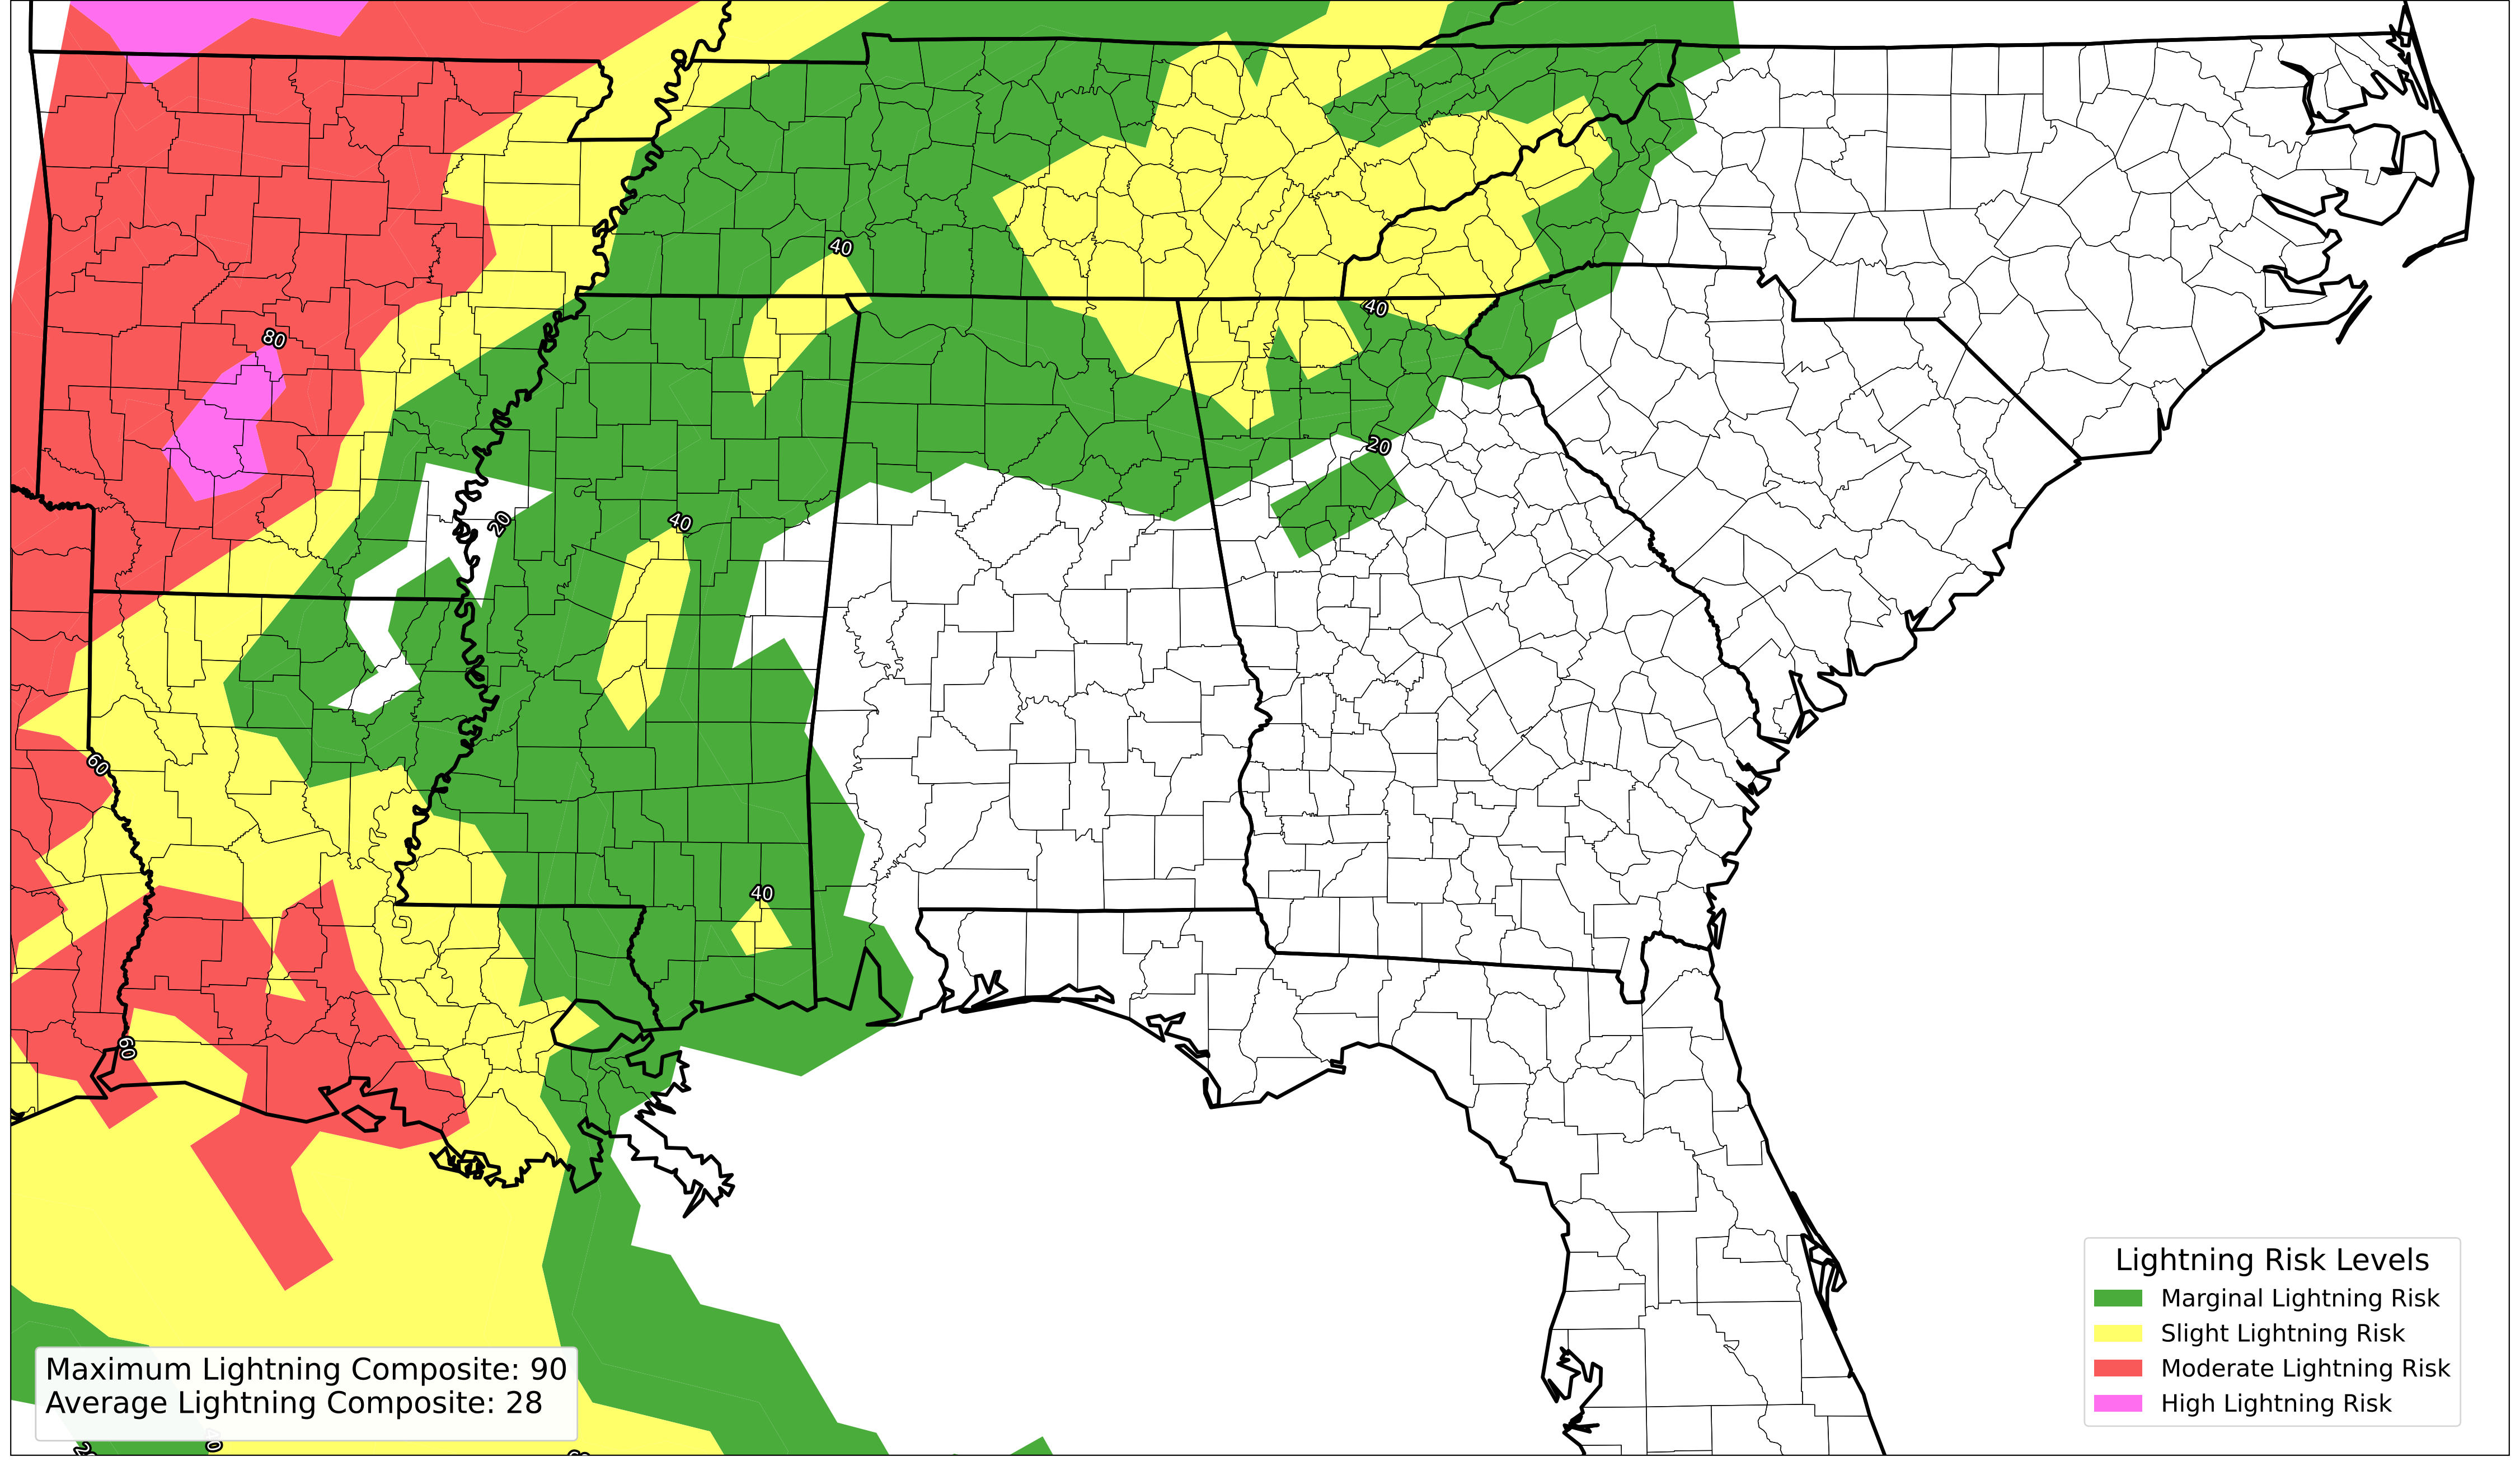 40
40
80
20
20
40
60
40
60
Lightning Risk Levels
Marginal Lightning Risk
Slight Lightning Risk
Moderate Lightning Risk
High Lightning Risk
Maximum Lightning Composite: 90
Average Lightning Composite: 28